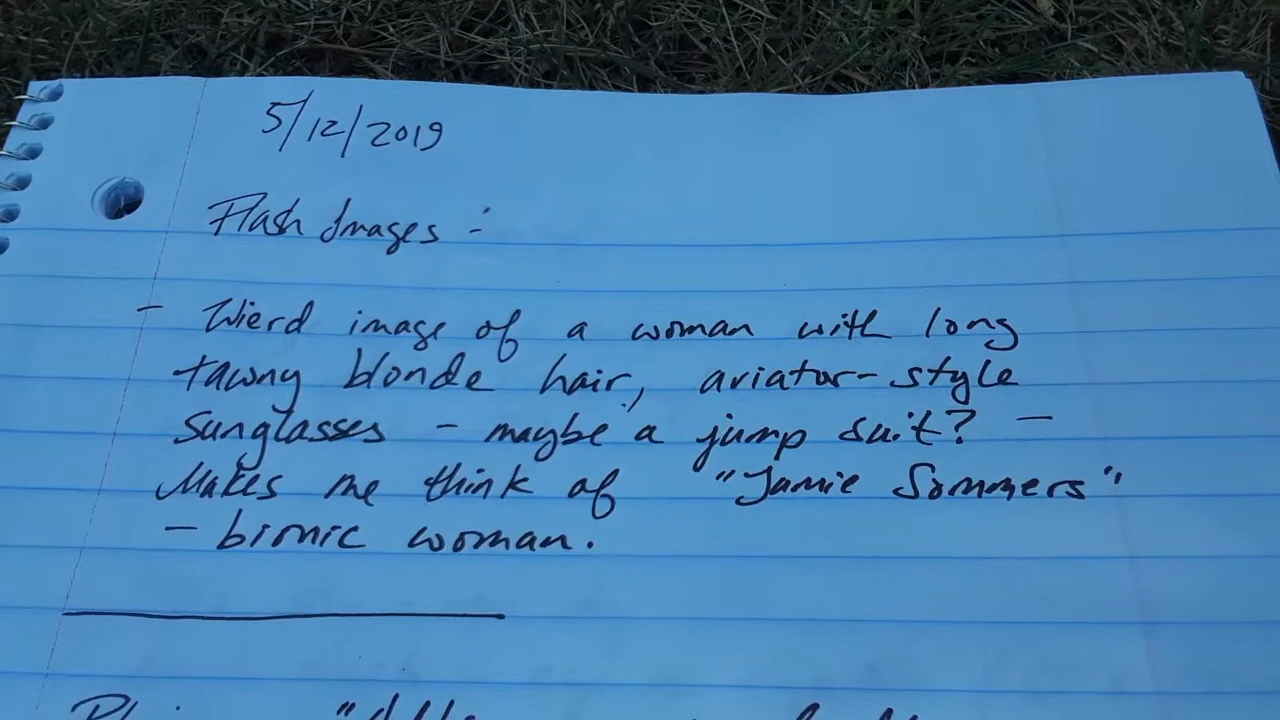 5/12/2019
Flash Images:
- Wierd image of a woman with long
tawny blonde hair, aviator-style
sunglasses - maybe a jump suit? -
Makes me think of "Jamie Sommers"
- bionic woman.